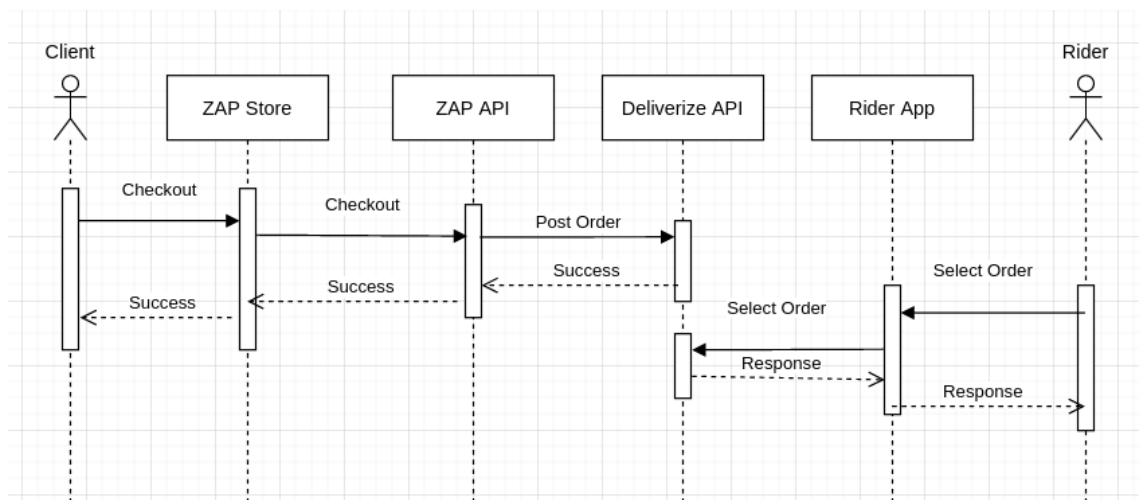 Client
Rider
ZAP Store
ZAP API
Deliverize API
Rider App
Checkout
Checkout
Post Order
Success
Success
Success
Select Order
Select Order
Response
Response